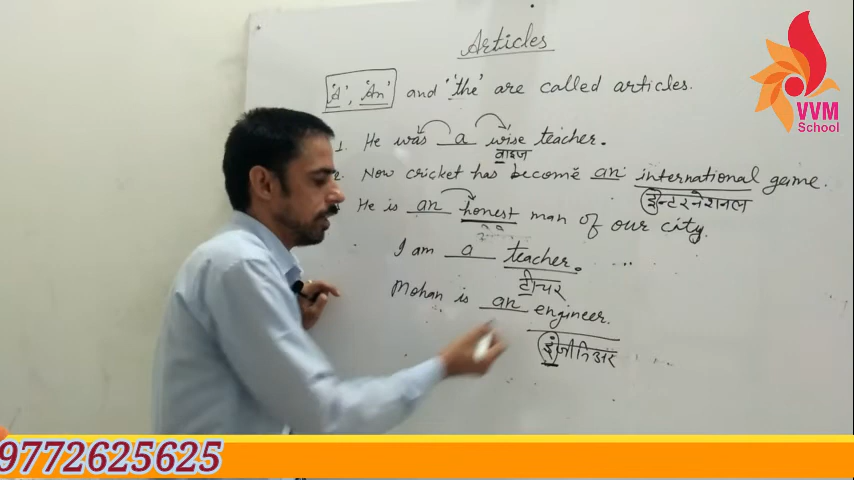 Articles
'A', 'An' and 'the' are called articles.
1. He was a wise teacher.
वाइज
Now cricket has become an international game.
इन्टरनेशनल
He is an honest man of our city.
I am a teacher.
टीचर
Mohan is an engineer.
इंजीनिअर
VVM
School
9772625625